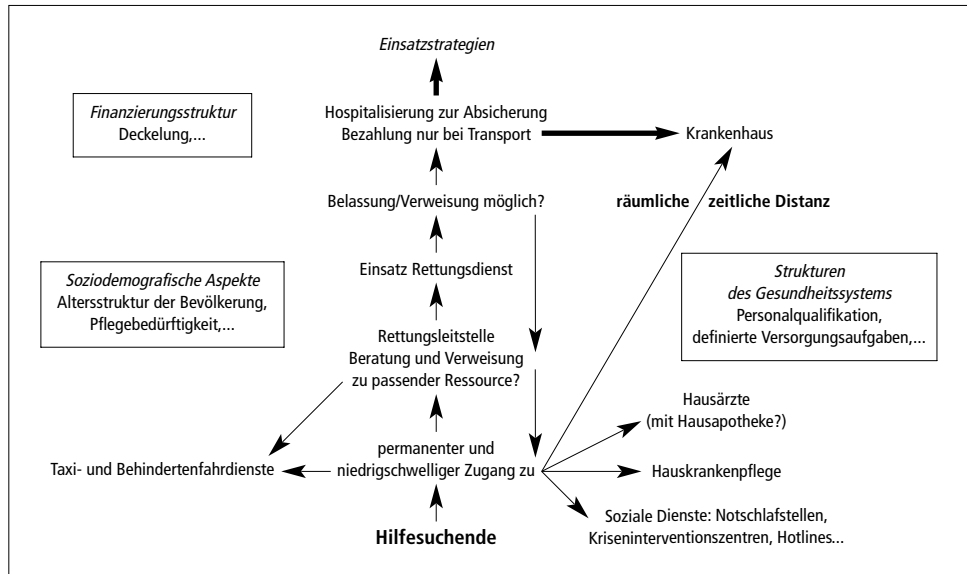 Einsatzstrategien
Finanzierungsstruktur
Deckelung,...
Hospitalisierung zur Absicherung
Bezahlung nur bei Transport
Krankenhaus
Belassung/Verweisung möglich?
räumliche zeitliche Distanz
Soziodemografische Aspekte
Altersstruktur der Bevölkerung,
Pflegebedürftigkeit,...
Einsatz Rettungsdienst
Strukturen
des Gesundheitssystems
Personalqualifikation,
definierte Versorgungsaufgaben,...
Rettungsleitstelle
Beratung und Verweisung
zu passender Ressource?
Hausärzte
(mit Hausapotheke?)
Taxi- und Behindertenfahrdienste
permanenter und
niedrigschwelliger Zugang zu
Hauskrankenpflege
Soziale Dienste: Notschlafstellen,
Kriseninterventionszentren, Hotlines...
Hilfesuchende